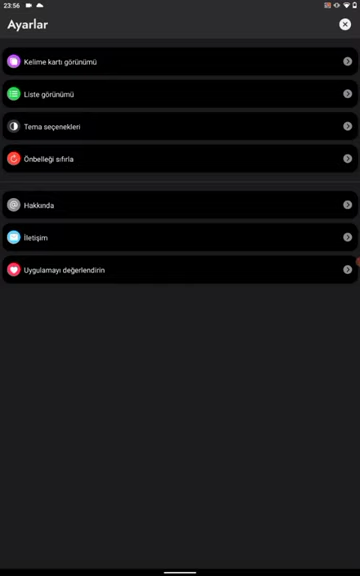 23:56
Ayarlar
Kelime kartı görünümü
Liste görünümü
Tema seçenekleri
Önbelleği sıfırla
Hakkında
İletişim
Uygulamayı değerlendirin